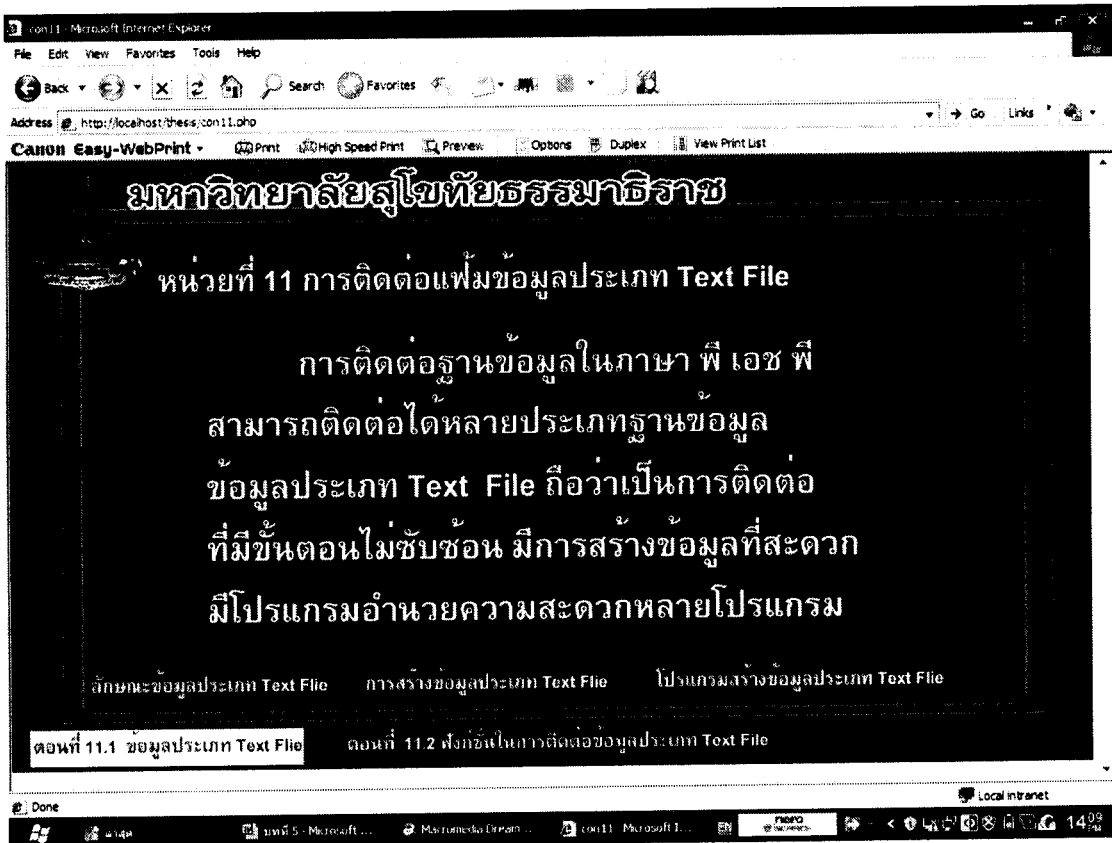 con11 - Microsoft Internet Explorer
File Edit View Favorites Tools Help
Back Search Favorites
Address http://localhost/thesis/con11.php Go Links
Canon Easy-WebPrint Print High Speed Print Preview Options Duplex View Print List
มหาวิทยาลัยสุโขทัยธรรมาธิราช
หน่วยที่ 11 การติดต่อแฟ้มข้อมูลประเภท Text File
การติดต่อฐานข้อมูลในภาษา พี เอช พี
สามารถติดต่อได้หลายประเภทฐานข้อมูล
ข้อมูลประเภท Text File ถือว่าเป็นการติดต่อ
ที่มีขั้นตอนไม่ซับซ้อน มีการสร้างข้อมูลที่สะดวก
มีโปรแกรมอำนวยความสะดวกหลายโปรแกรม
ลักษณะข้อมูลประเภท Text Flie การสร้างข้อมูลประเภท Text Flie โปรแกรมสร้างข้อมูลประเภท Text Flie
ตอนที่ 11.1 ข้อมูลประเภท Text Flie ตอนที่ 11.2 ฟังก์ชั่นในการติดต่อข้อมูลประเภท Text File
Done Local intranet
บทที่ 5 - Microsoft ... Macromedia Dream... con11 - Microsoft I... EN 14:09